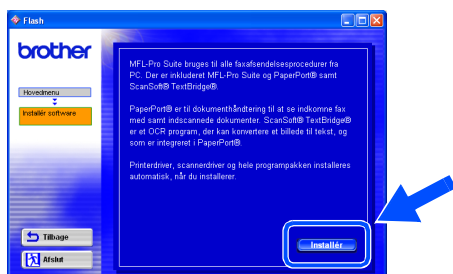 Flash
brother
Hovedmenu
Installér software
MFL-Pro Suite bruges til alle faxafsendelsesprocedurer fra
PC. Der er inkluderet MFL-Pro Suite og PaperPort® samt
ScanSoft® TextBridge®.
PaperPort® er til dokumenthåndtering til at se indkomne fax
med samt indscannede dokumenter. ScanSoft® TextBridge®
er et OCR program, der kan konvertere et billede til tekst, og
som er integreret i PaperPort®.
Printerdriver, scannerdriver og hele programpakken installeres
automatisk, når du installerer.
Installér
Tilbage
Afslut